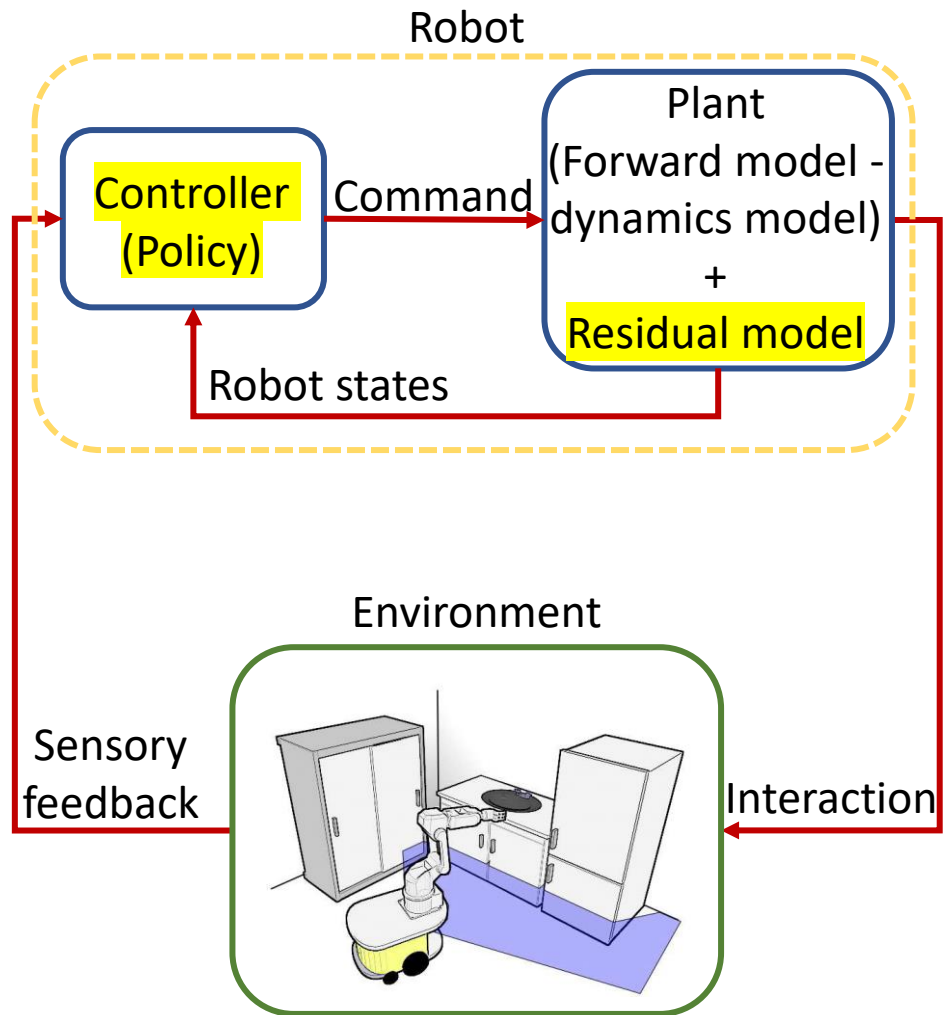 Robot
Controller
(Policy)
Command
Plant
(Forward model -
dynamics model)
+
Residual model
Robot states
Environment
Sensory
feedback
Interaction